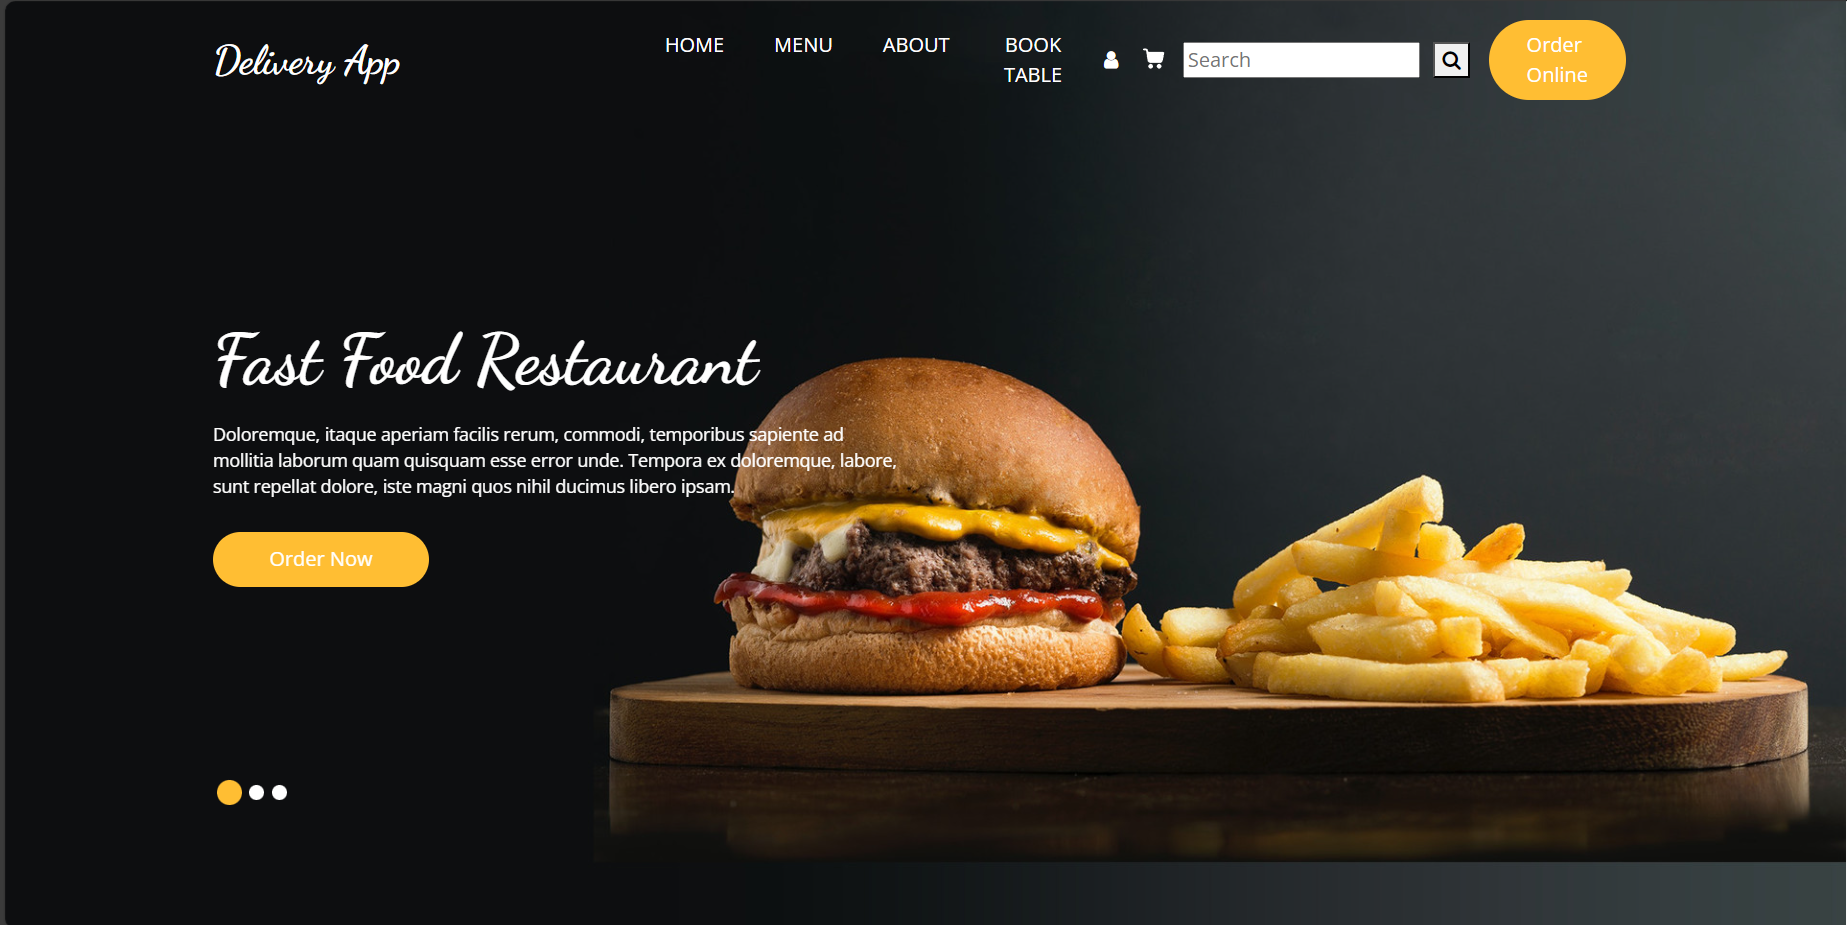 Delivery App
HOME
MENU
ABOUT
BOOK
TABLE
Search
Order
Online
Fast Food Restaurant
Doloremque, itaque aperiam facilis rerum, commodi, temporibus sapiente ad
mollitia laborum quam quisquam esse error unde. Tempora ex doloremque, labore,
sunt repellat dolore, iste magni quos nihil ducimus libero ipsam.
Order Now